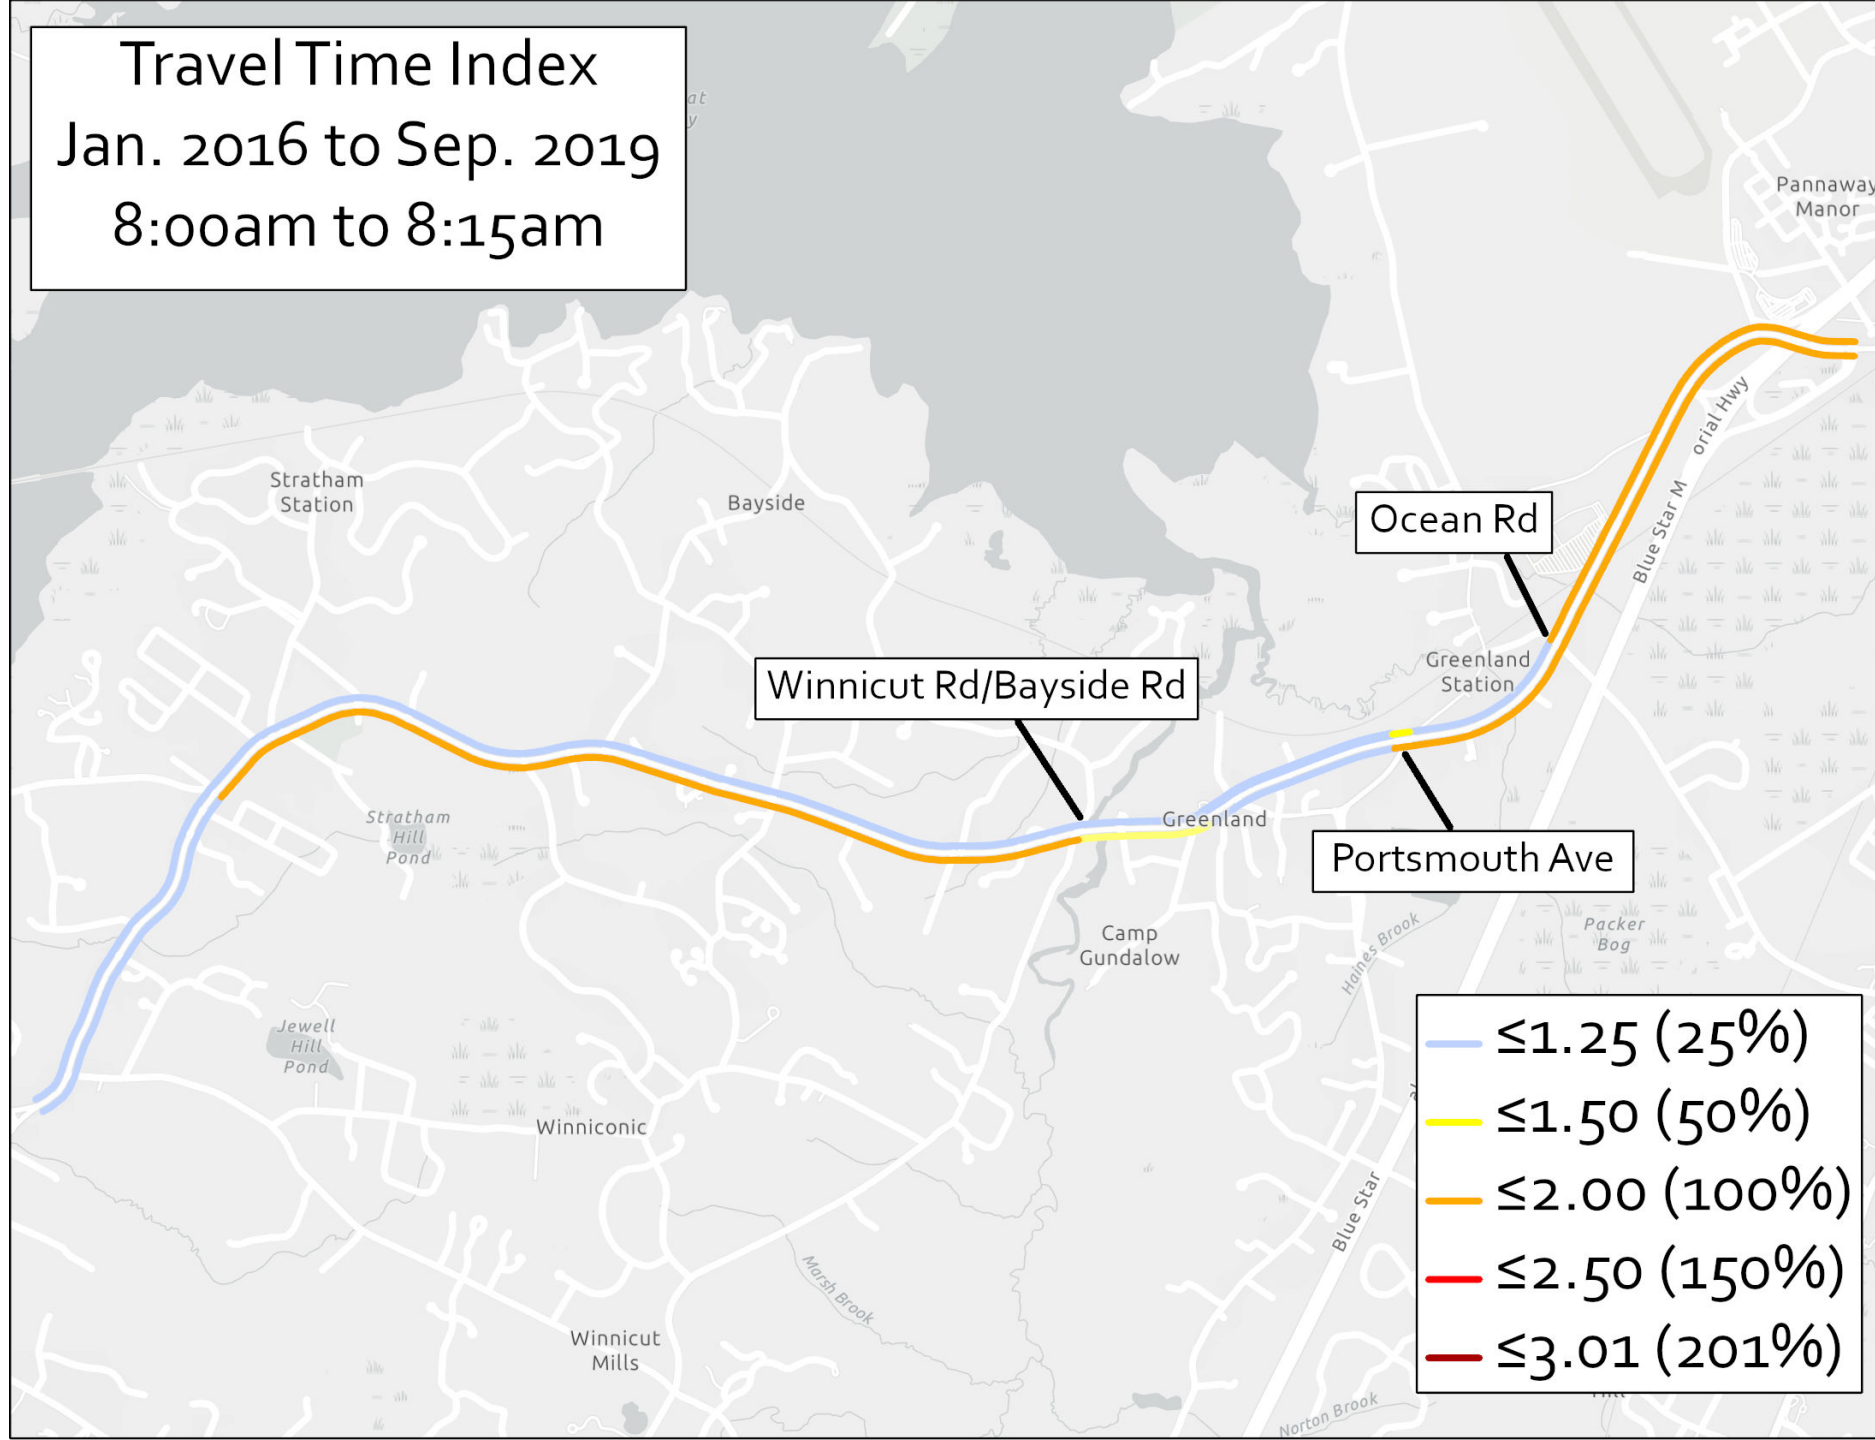 Travel Time Index
Jan. 2016 to Sep. 2019
8:00am to 8:15am
Pannaway
Manor
orial Hwy
Blue Star M
Stratham
Station
Bayside
Ocean Rd
Greenland
Station
Winnicut Rd/Bayside Rd
Greenland
Stratham
Hill
Pond
Portsmouth Ave
Camp
Gundalow
Haines Brook
Packer
Bog
Jewell
Hill
Pond
Winniconic
Blue Star
Marsh Brook
Winnicut
Mills
Norton Brook
≤1.25 (25%)
≤1.50 (50%)
≤2.00 (100%)
≤2.50 (150%)
≤3.01 (201%)